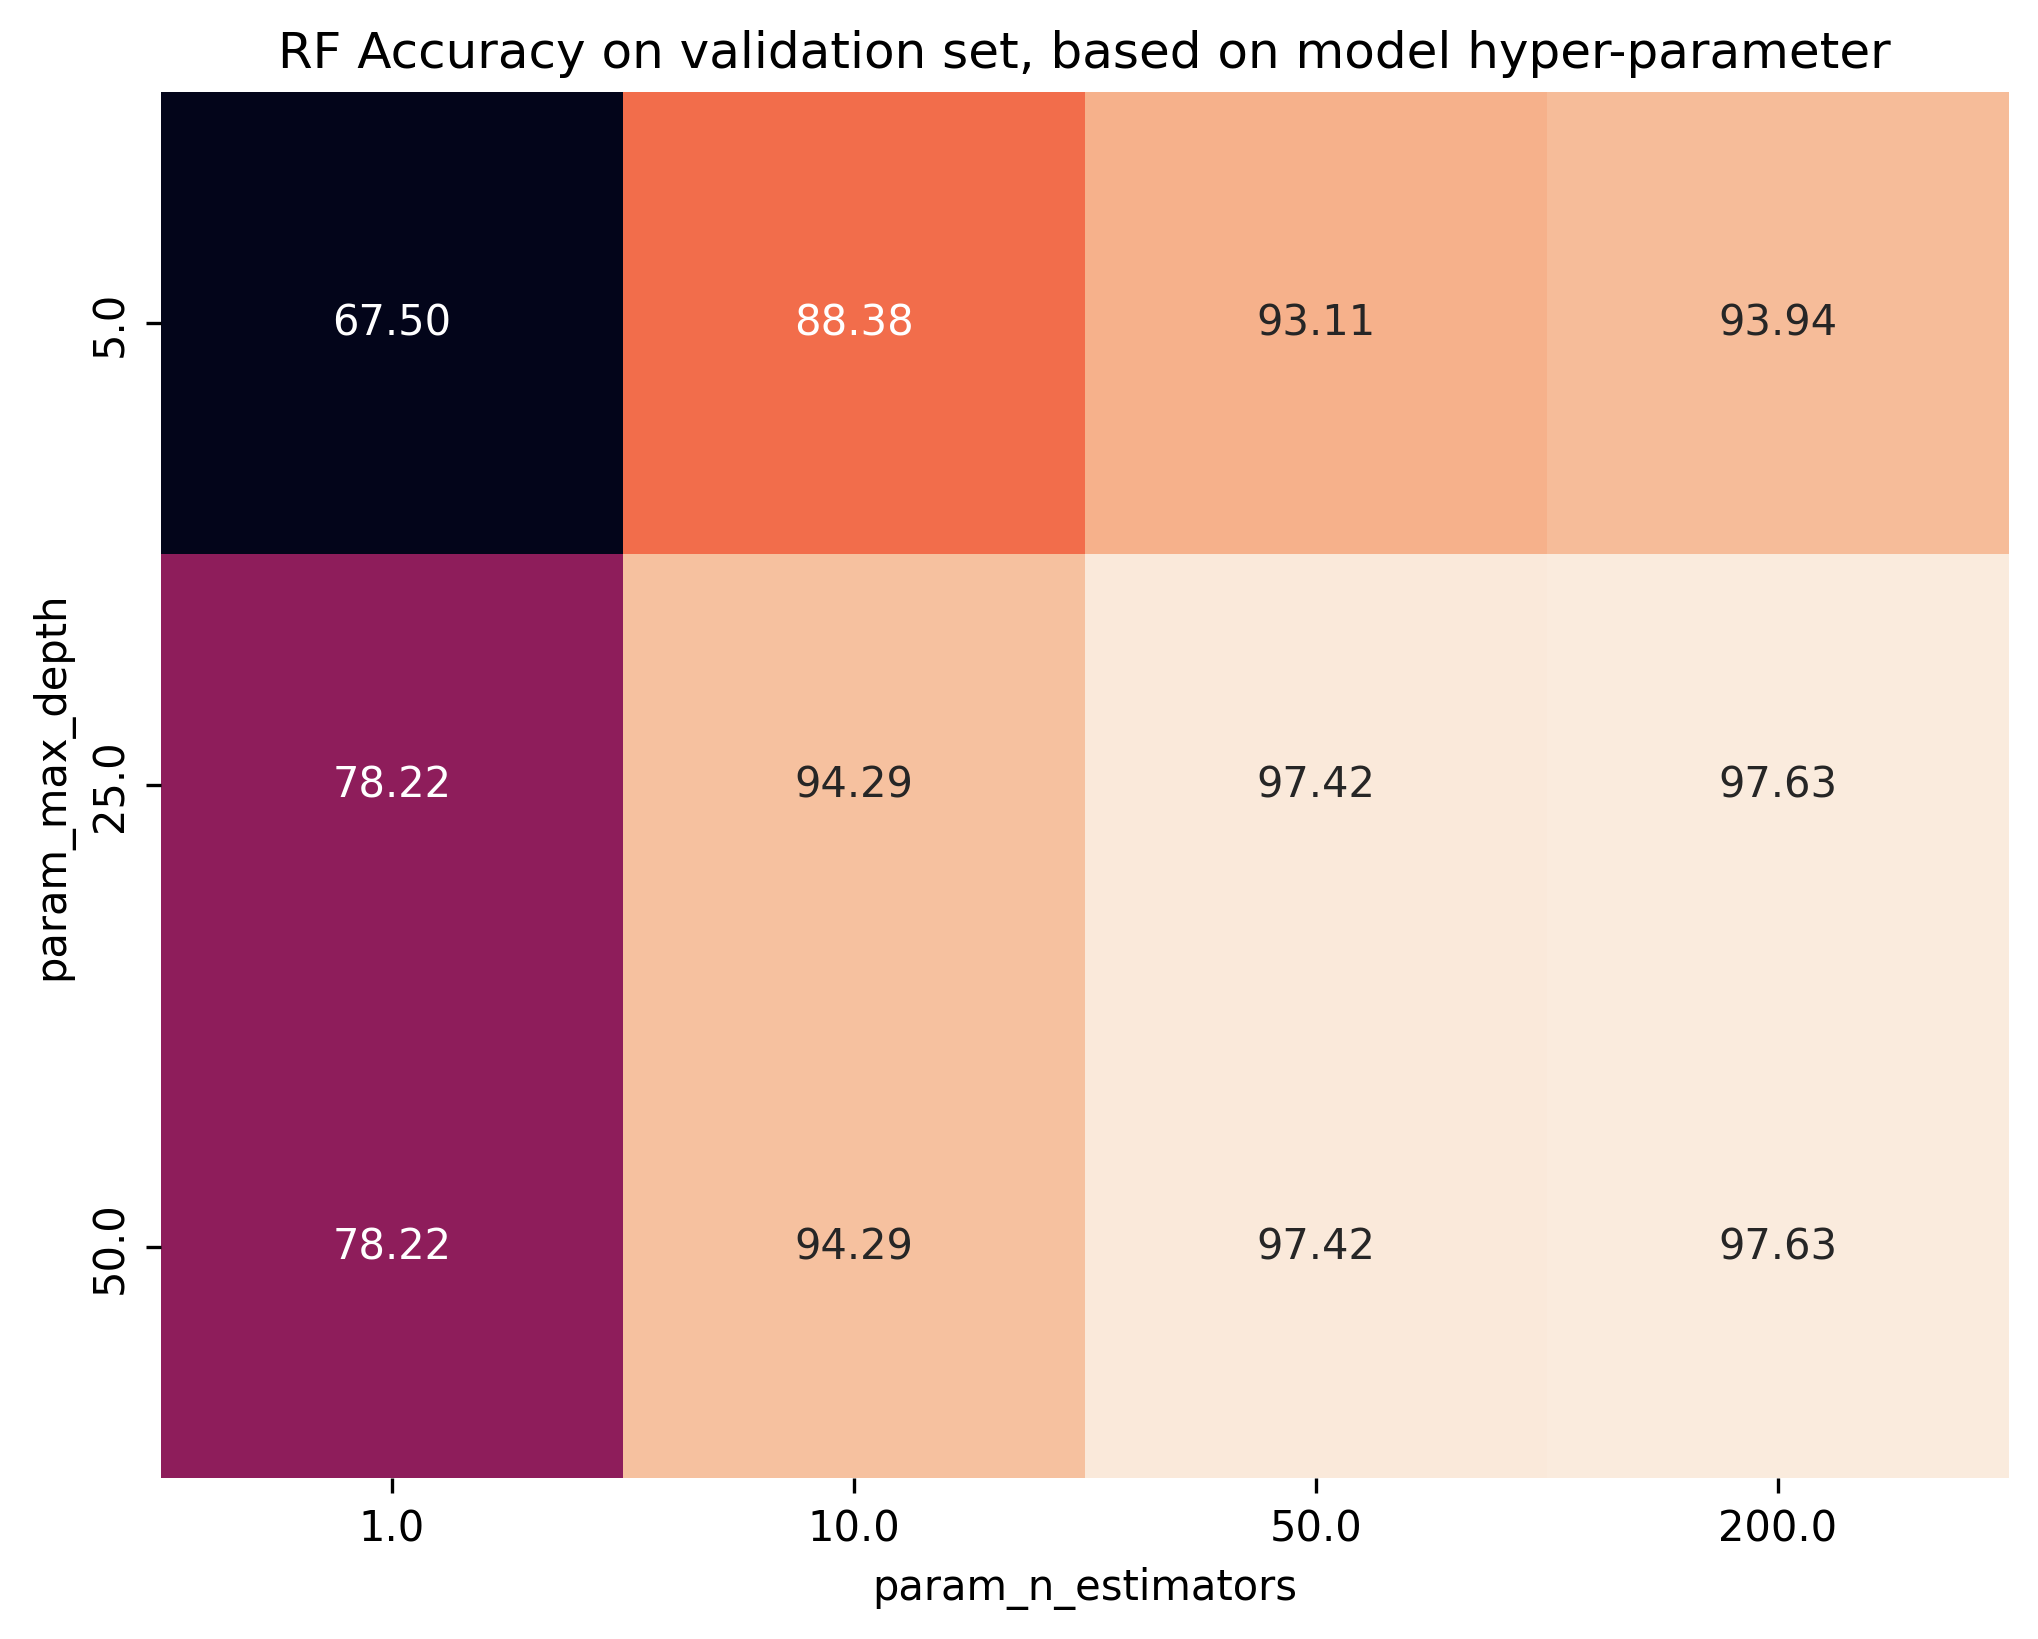 RF Accuracy on validation set, based on model hyper-parameter
5.0
67.50 88.38 93.11 93.94
param_max_depth
25.0
78.22 94.29 97.42 97.63
50.0
78.22 94.29 97.42 97.63
1.0 10.0 50.0 200.0
param_n_estimators